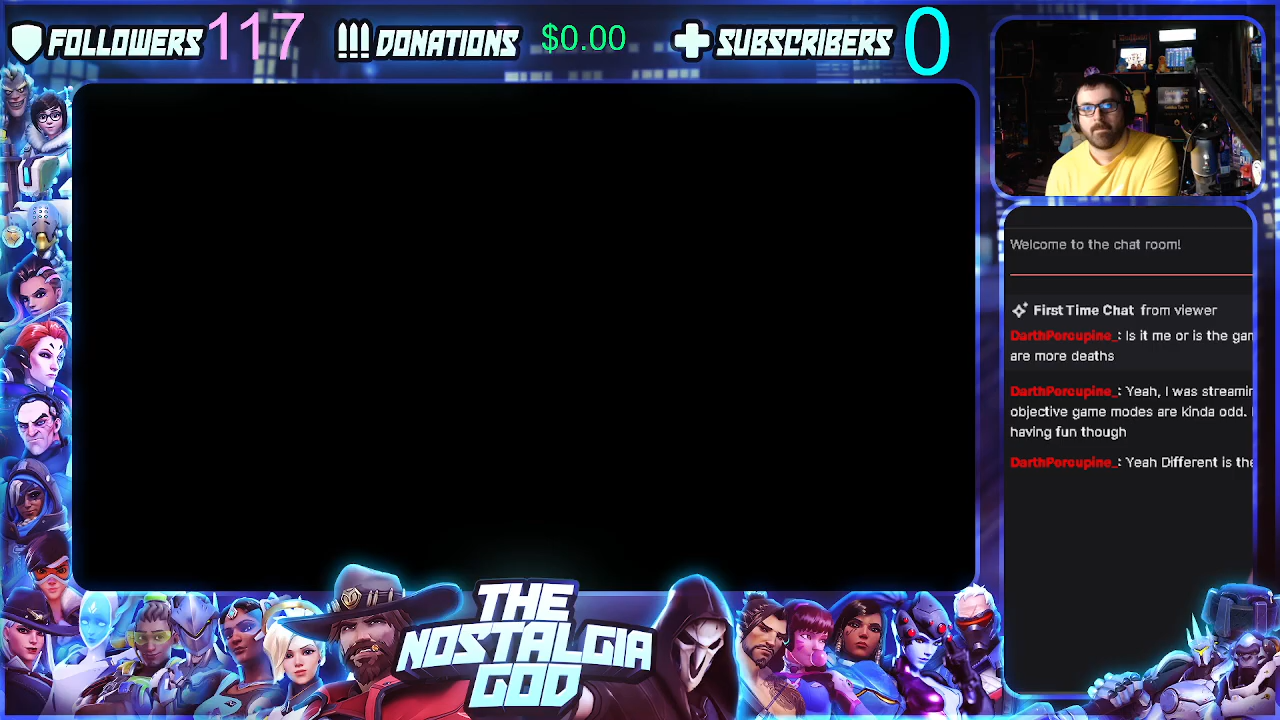 FOLLOWERS 117 DONATIONS $0.00 SUBSCRIBERS 0
Welcome to the chat room!
First Time Chat from viewer
DarthPorcupine_: Is it me or is the
are more deaths
DarthPorcupine_: Yeah, I was
objective game modes are kinda odd.
having fun though
DarthPorcupine_: Yeah Different is
THE
NOSTALGIA
GOD